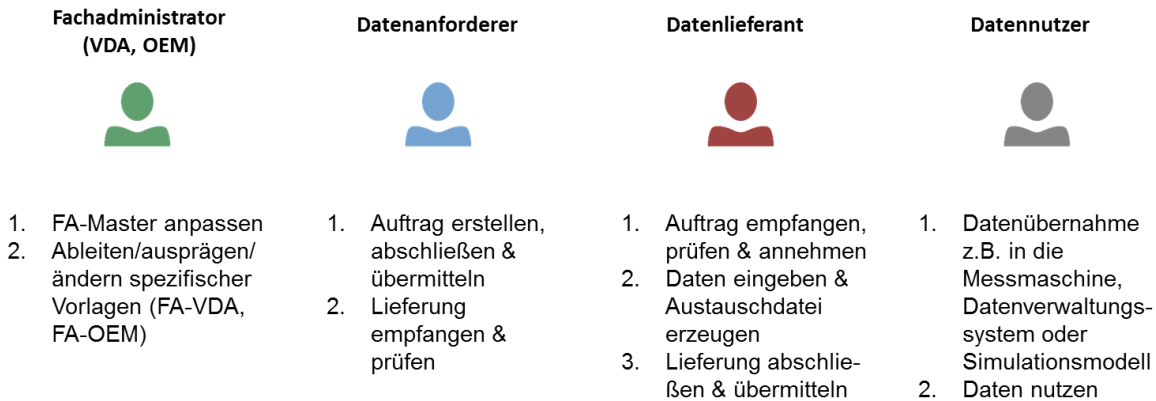 Fachadministrator
(VDA, OEM)
1. FA-Master anpassen
2. Ableiten/ausprägen/
ändern spezifischer
Vorlagen (FA-VDA,
FA-OEM)
Datenanforderer
1. Auftrag erstellen,
abschließen &
übermitteln
2. Lieferung
empfangen &
prüfen
Datenlieferant
1. Auftrag empfangen,
prüfen & annehmen
2. Daten eingeben &
Austauschdatei
erzeugen
3. Lieferung abschlie-
ßen & übermitteln
Datennutzer
1. Datenübernahme
z.B. in die
Messmaschine,
Datenverwaltungs-
system oder
Simulationsmodell
2. Daten nutzen